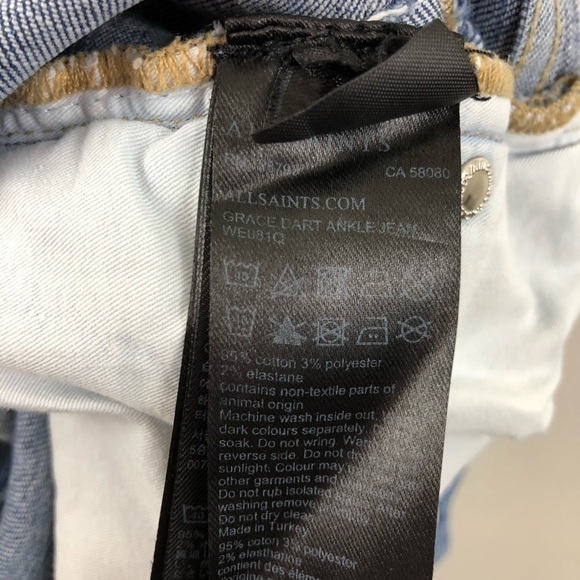 CA 58080
ALLSAINTS.COM
GRACE DART ANKLE JEAN
WE081Q
95% cotton 3% polyester
2% elastane
contains non-textile parts of
animal origin
Machine wash inside out,
dark colours separately
soak. Do not wring.
reverse side. Do not
sunlight. Colour may
other garments and
Do not rub isolated
washing
Do not dry clean
Made in Turkey
95% cotton 3% polyester
2% elasthanne
contient des
d'origine